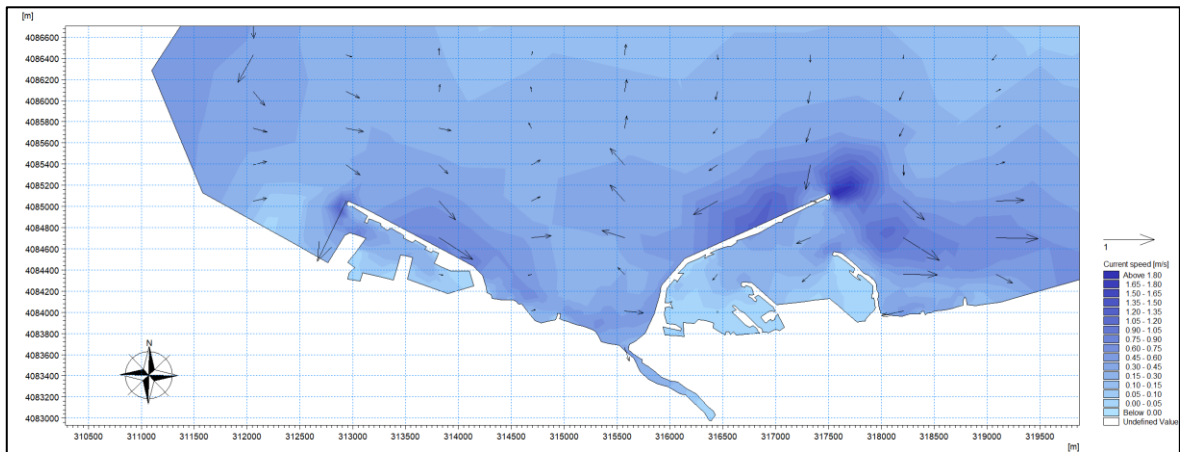 [m]
4086600
4086400
4086200
4086000
4085800
4085600
4085400
4085200
4085000
4084800
4084600
4084400
4084200
4084000
4083800
4083600
4083400
4083200
4083000
N
1
Current speed [m/s]
Above 1.80
1.65 - 1.80
1.50 - 1.65
1.35 - 1.50
1.20 - 1.35
1.05 - 1.20
0.90 - 1.05
0.75 - 0.90
0.60 - 0.75
0.45 - 0.60
0.30 - 0.45
0.15 - 0.30
0.10 - 0.15
0.05 - 0.10
0.00 - 0.05
Below 0.00
Undefined Value
310500 311000 311500 312000 312500 313000 313500 314000 314500 315000 315500 316000 316500 317000 317500 318000 318500 319000 319500
[m]